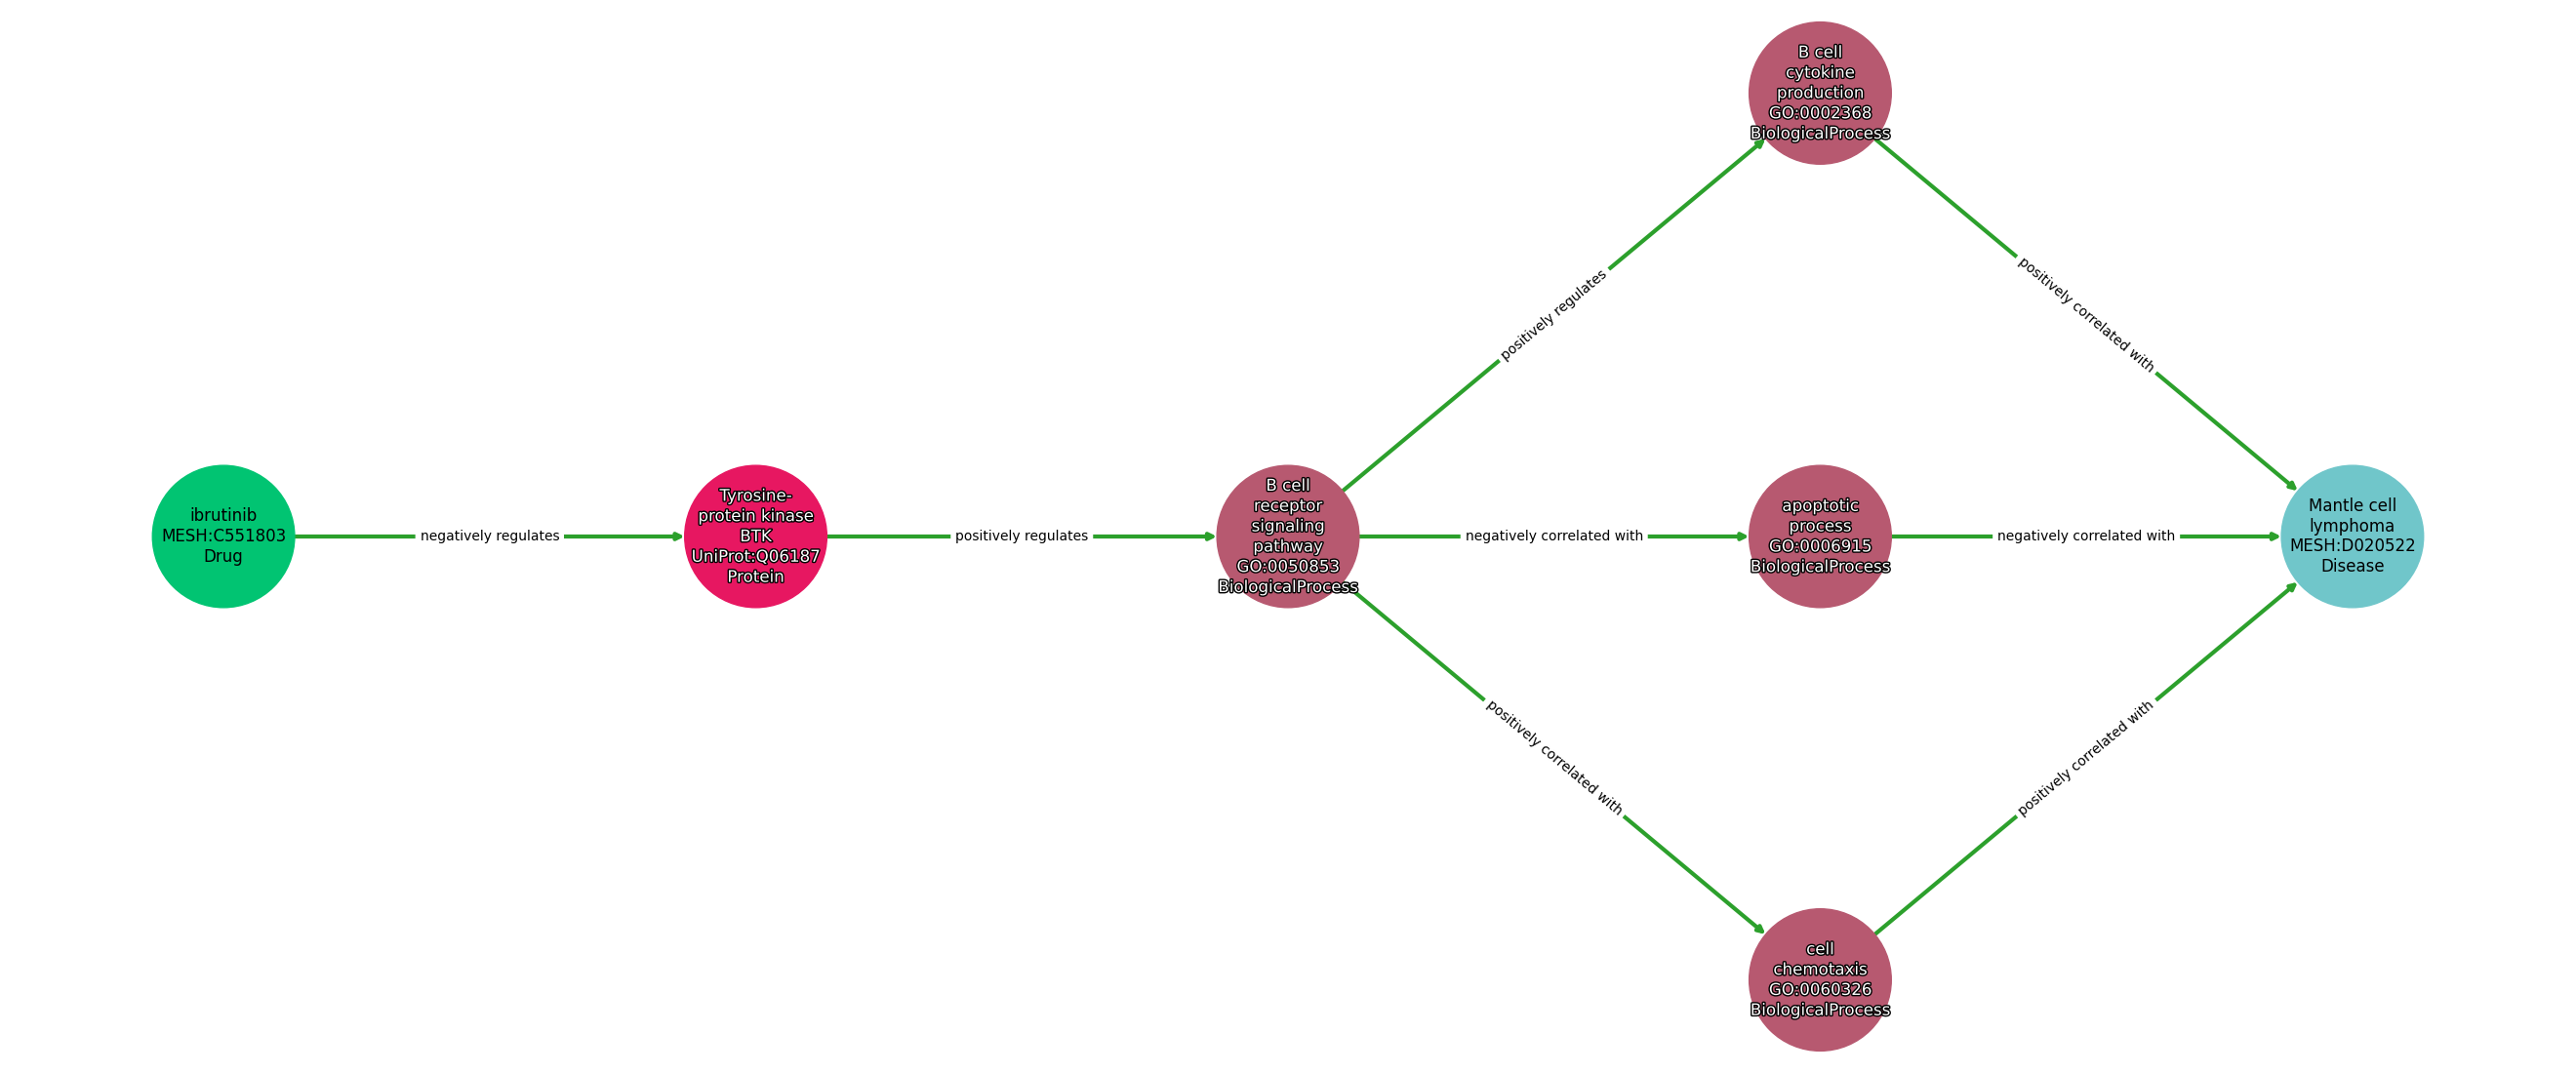 B cell
cytokine
production
GO:0002368
BiologicalProcess
positively regulates
positively correlated with
ibrutinib
MESH:C551803
Drug
negatively regulates
Tyrosine-
protein kinase
BTK
UniProt:Q06187
Protein
positively regulates
B cell
receptor
signaling
pathway
GO:0050853
BiologicalProcess
negatively correlated with
apoptotic
process
GO:0006915
BiologicalProcess
negatively correlated with
Mantle cell
lymphoma
MESH:D020522
Disease
positively correlated with
positively correlated with
cell
chemotaxis
GO:0060326
BiologicalProcess